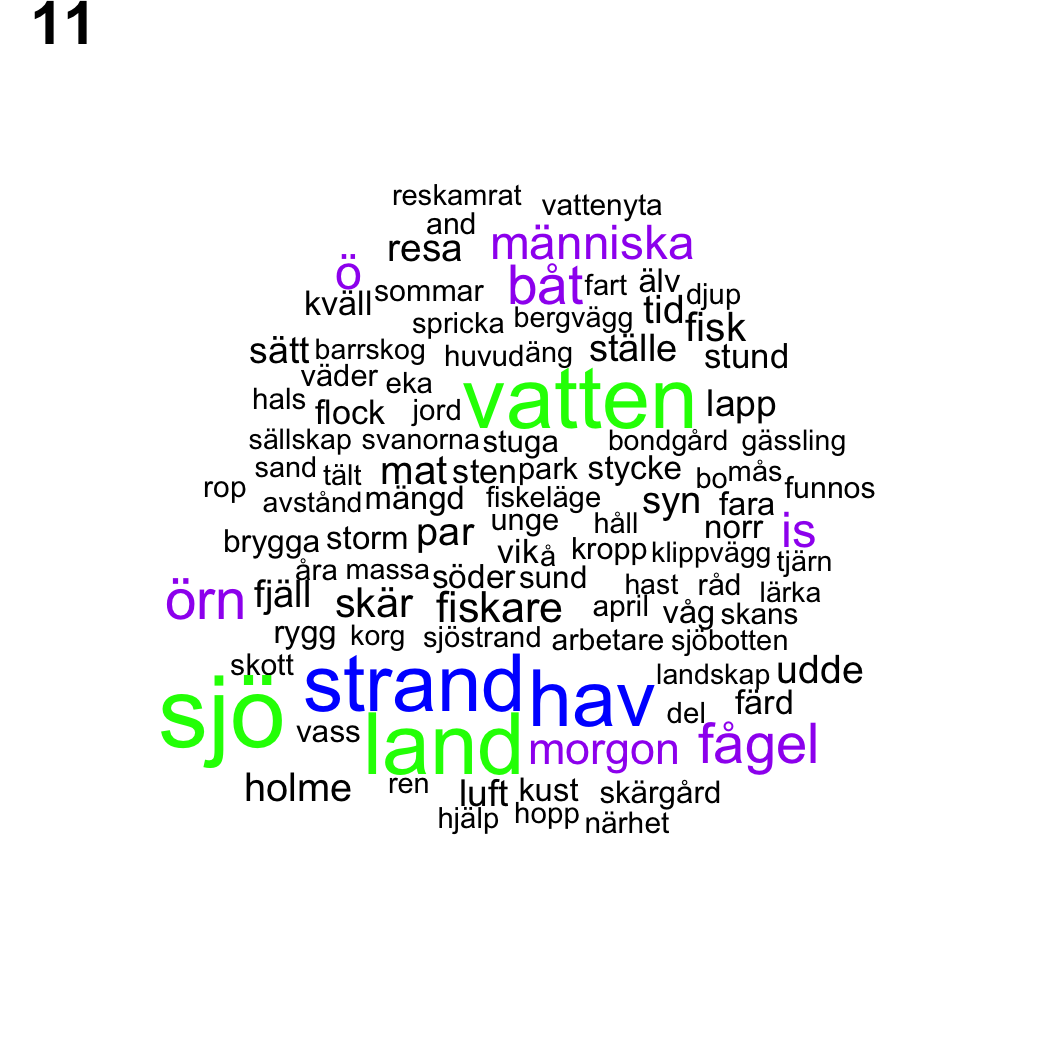 11
reskamrat vattenyta
and
resa människa
ö båt fart älv
kväll sommar tid djup
spricka bergvägg fisk
sätt barrskog huvud äng ställe stund
väder eka vatten
hals flock jord lapp
sällskap svanorna stuga bondgård gässling
sand tält mat sten park stycke bo mås
rop avstånd mängd fiskeläge syn fara funnos
brygga storm par unge håll norr is
vik å kropp klippvägg tjärn
åra massa söder sund hast råd lärka
örn fjäll skär fiskare april våg skans
rygg korg sjöstrand arbetare sjöbotten
skott strand hav landskap udde
sjö del färd
vass land morgon fågel
holme ren luft kust skärgård
hjälp hopp närhet